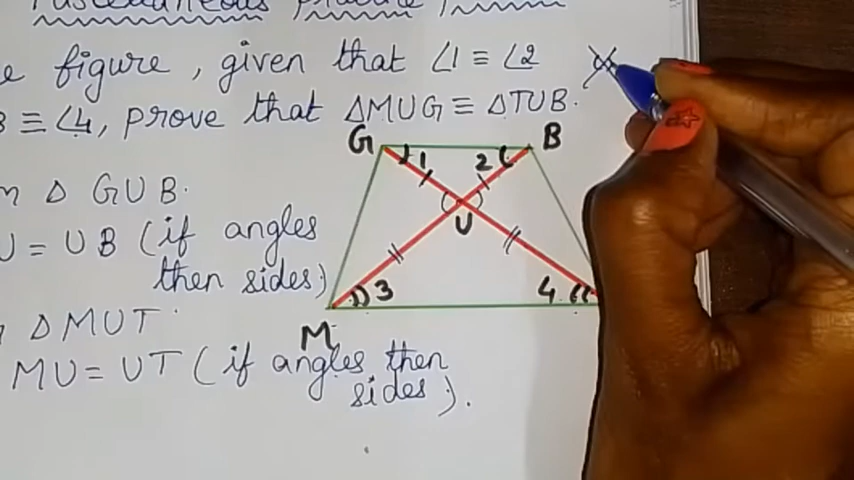 Miscellaneous
figure, given that ∠1 ≡ ∠2
≡ ∠4, prove that ΔMUG ≡ ΔTUB.
G B
1 2
Δ GUB.
U = UB (if angles
U
then sides)
3 4
ΔMUT.
M
MU = UT (if angles then
sides).